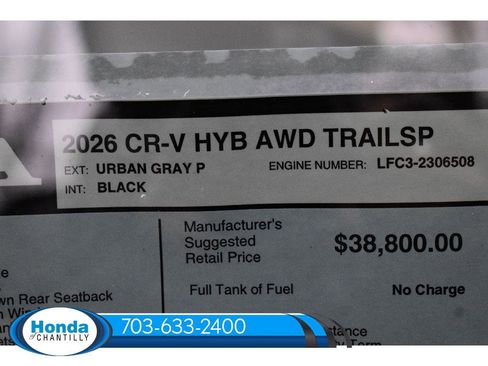 2026 CR-V HYB AWD TRAILSP
EXT: URBAN GRAY P
ENGINE NUMBER: LFC3-2306508
INT: BLACK
Manufacturer's
Suggested
Retail Price
$38,800.00
Full Tank of Fuel
No Charge
Rear Seatback
Honda
of CHANTILLY
703-633-2400
Term